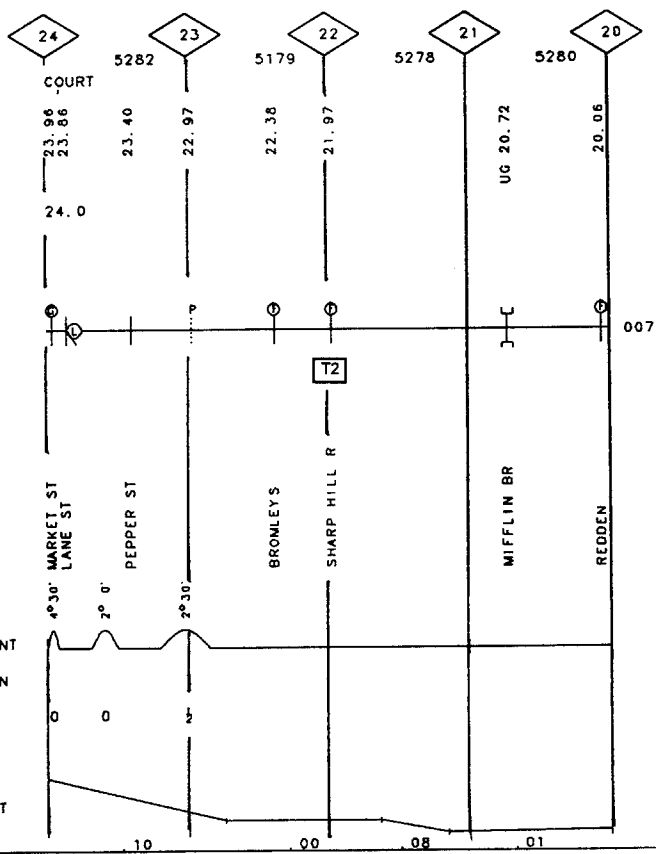 24 23 22 21 20
5282 5179 5278 5280
COURT
23.96
23.86
23.40
22.97
22.38
21.97
UG 20.72
20.06
24.0
G F F F
P
L
007
T2
MARKET ST
LANE ST
PEPPER ST
BROMLEYS
SHARP HILL R
MIFFLIN BR
REDDEN
4°30' 2° 0' 2°30'
NT
N
0 0 2
T
.10 .00 .08 .01